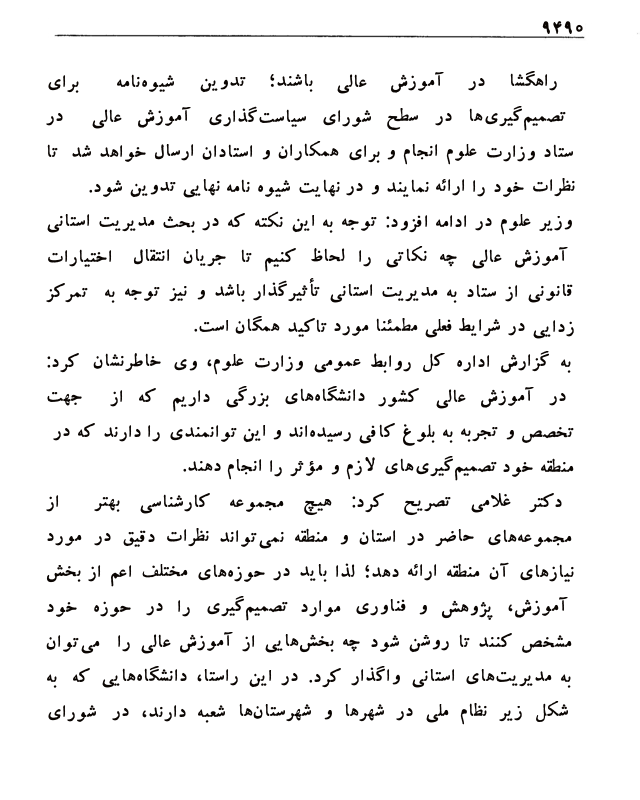 ۹۴۹۰
راهگشا در آموزش عالی باشند؛ تدوین شیوه‌نامه برای
تصمیم‌گیری‌ها در سطح شورای سیاست‌گذاری آموزش عالی در
ستاد وزارت علوم انجام و برای همکاران و استادان ارسال خواهد شد تا
نظرات خود را ارائه نمایند و در نهایت شیوه نامه نهایی تدوین شود.
وزیر علوم در ادامه افزود: توجه به این نکته که در بحث مدیریت استانی
آموزش عالی چه نکاتی را لحاظ کنیم تا جریان انتقال اختیارات
قانونی از ستاد به مدیریت استانی تأثیرگذار باشد و نیز توجه به تمرکز
زدایی در شرایط فعلی مطمئنا مورد تاکید همگان است.
به گزارش اداره کل روابط عمومی وزارت علوم، وی خاطرنشان کرد:
در آموزش عالی کشور دانشگاه‌های بزرگی داریم که از جهت
تخصص و تجربه به بلوغ کافی رسیده‌اند و این توانمندی را دارند که در
منطقه خود تصمیم‌گیری‌های لازم و مؤثر را انجام دهند.
دکتر غلامی تصریح کرد: هیچ مجموعه کارشناسی بهتر از
مجموعه‌های حاضر در استان و منطقه نمی‌تواند نظرات دقیق در مورد
نیازهای آن منطقه ارائه دهد؛ لذا باید در حوزه‌های مختلف اعم از بخش
آموزش، پژوهش و فناوری موارد تصمیم‌گیری را در حوزه خود
مشخص کنند تا روشن شود چه بخش‌هایی از آموزش عالی را می‌توان
به مدیریت‌های استانی واگذار کرد. در این راستا، دانشگاه‌هایی که به
شکل زیر نظام ملی در شهرها و شهرستان‌ها شعبه دارند، در شورای